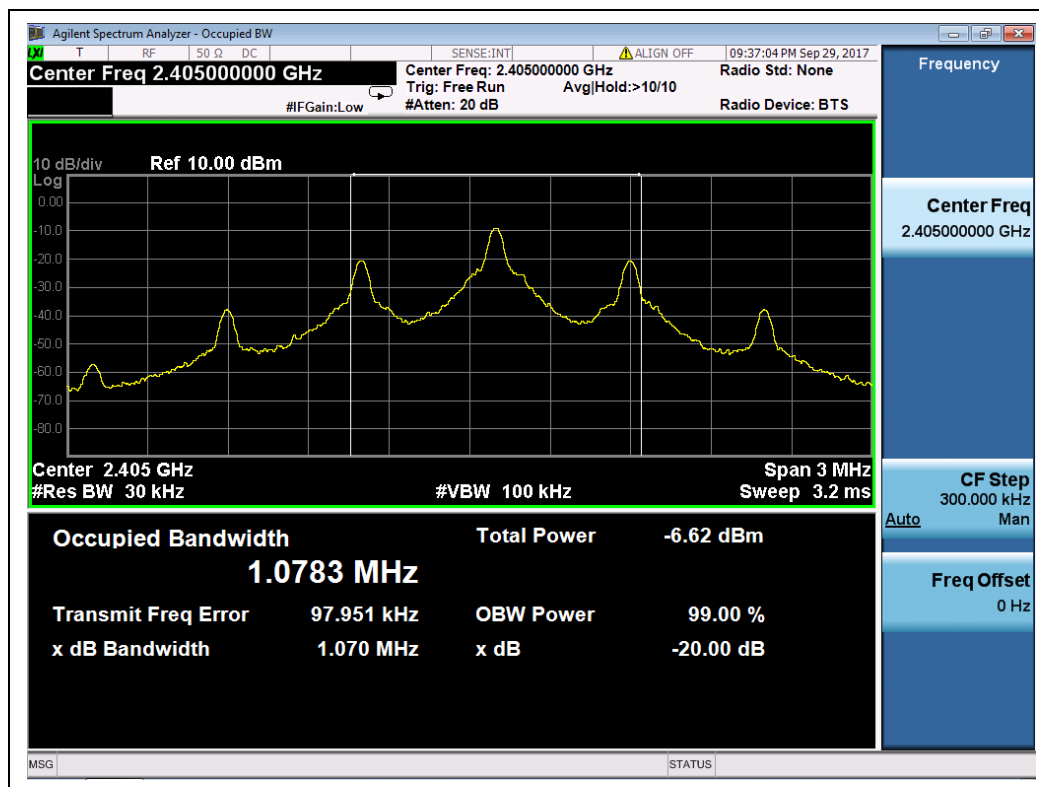 Agilent Spectrum Analyzer - Occupied BW
LXI T RF 50 Ω DC SENSE:INT ALIGN OFF 09:37:04 PM Sep 29, 2017
Center Freq 2.405000000 GHz
#IFGain:Low
Center Freq: 2.405000000 GHz
Trig: Free Run Avg|Hold:>10/10
#Atten: 20 dB
Radio Std: None
Radio Device: BTS
10 dB/div Ref 10.00 dBm
Log
0.00
-10.0
-20.0
-30.0
-40.0
-50.0
-60.0
-70.0
-80.0
Center 2.405 GHz Span 3 MHz
#Res BW 30 kHz #VBW 100 kHz Sweep 3.2 ms
Occupied Bandwidth Total Power -6.62 dBm
1.0783 MHz
Transmit Freq Error 97.951 kHz OBW Power 99.00 %
x dB Bandwidth 1.070 MHz x dB -20.00 dB
MSG STATUS
Frequency
Center Freq
2.405000000 GHz
CF Step
300.000 kHz
Auto Man
Freq Offset
0 Hz